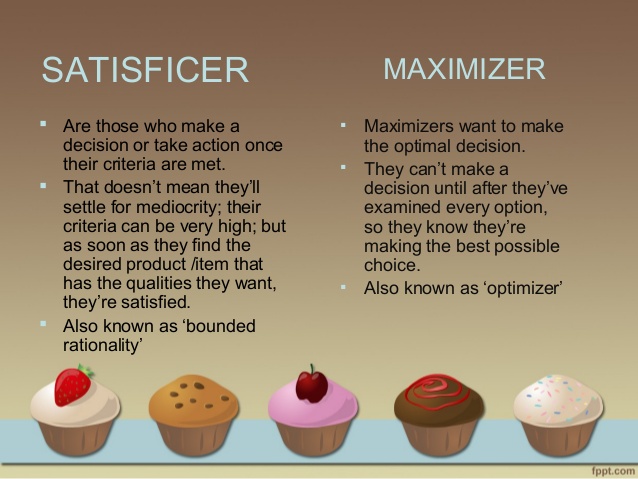 SATISFICER
▪ Are those who make a
decision or take action once
their criteria are met.
▪ That doesn’t mean they’ll
settle for mediocrity; their
criteria can be very high; but
as soon as they find the
desired product /item that
has the qualities they want,
they’re satisfied.
▪ Also known as ‘bounded
rationality’
MAXIMIZER
▪ Maximizers want to make
the optimal decision.
▪ They can’t make a
decision until after they’ve
examined every option,
so they know they’re
making the best possible
choice.
▪ Also known as ‘optimizer’
fppt.com